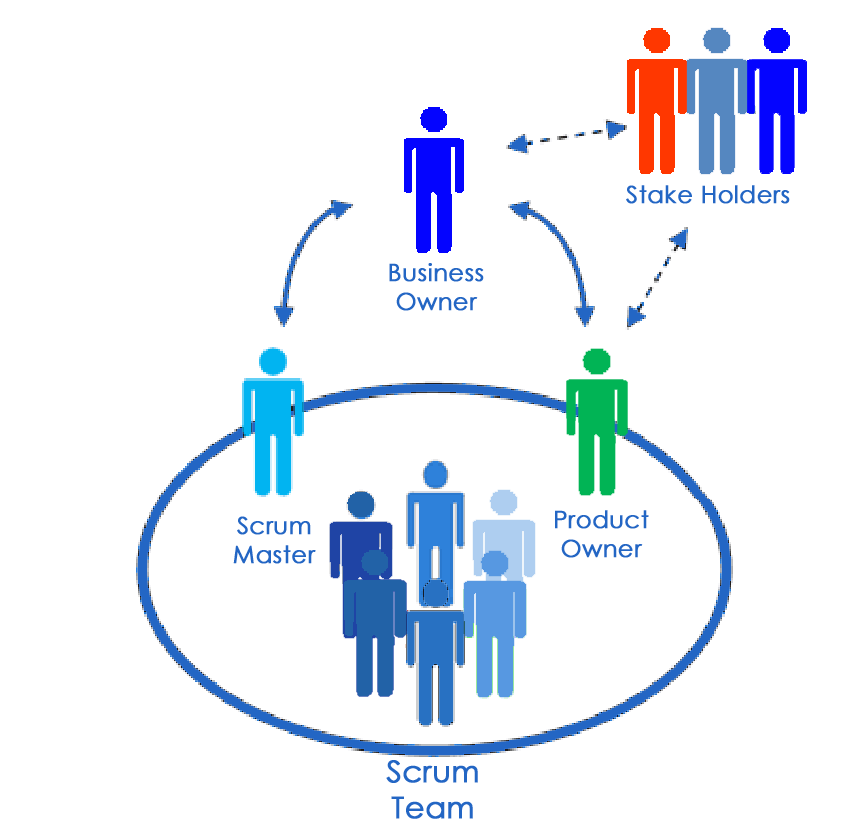 Stake Holders
Business
Owner
Scrum
Master
Product
Owner
Scrum
Team